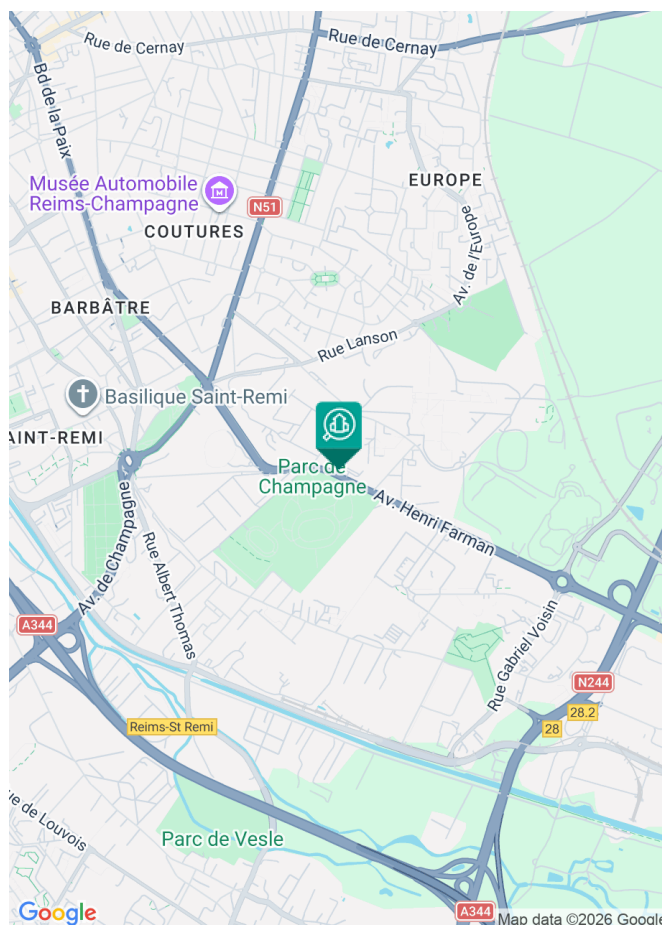 Rue de Cernay
Rue de Cernay
Bd de la Paix
Musée Automobile
Reims-Champagne
N51
EUROPE
COUTURES
Av. de l'Europe
BARBÂTRE
Rue Lanson
Basilique Saint-Remi
AINT-REMI
Parc de
Champagne
Av. Henri Farman
Av. de Champagne
Rue Albert Thomas
A344
Rue Gabriel Voisin
N244
28.2
28
Reims-St Remi
ue de Louvois
Parc de Vesle
Google
A344
Map data ©2026 Google